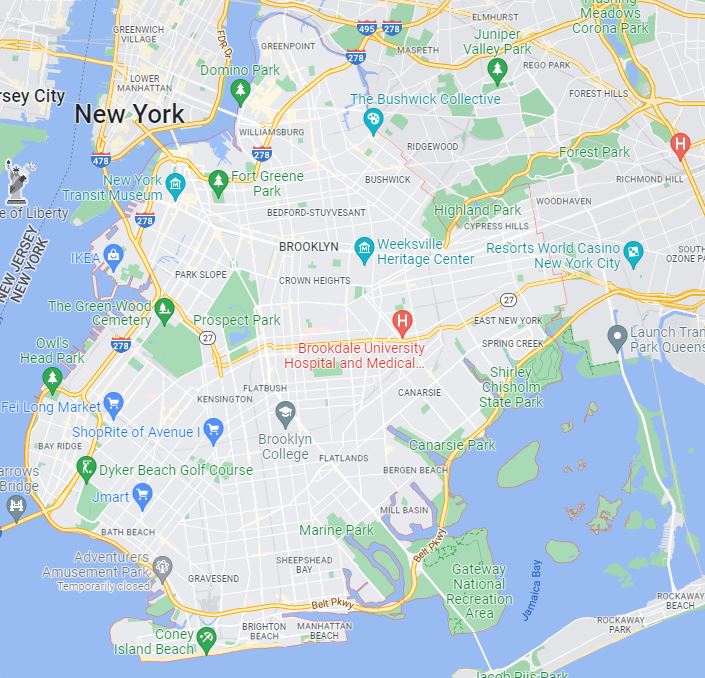 ELMHURST
Flushing
Meadows
Corona Park
GREENWICH
VILLAGE
FDR Dr
GREENPOINT
495
278
MASPETH
Juniper
Valley Park
REGO PARK
278
Domino Park
LOWER
MANHATTAN
rsey City
New York
The Bushwick Collective
FOREST HILLS
WILLIAMSBURG
RIDGEWOOD
H
478
278
Forest Park
RICHMOND HILL
New York
Transit Museum
Fort Greene
Park
BUSHWICK
WOODHAVEN
e of Liberty
278
BEDFORD-STUYVESANT
Highland Park
CYPRESS HILLS
NEW JERSEY
NEW YORK
IKEA
BROOKLYN
Weeksville
Heritage Center
Resorts World Casino
New York City
SOUTH
OZONE PA
PARK SLOPE
CROWN HEIGHTS
27
The Green-Wood
Cemetery
Prospect Park
H
EAST NEW YORK
Owl's
Head Park
278
27
Brookdale University
Hospital and Medical...
SPRING CREEK
Launch Tran
Park Queens
Shirley
Chisholm
State Park
FLATBUSH
KENSINGTON
CANARSIE
Fei Long Market
ShopRite of Avenue I
Brooklyn
College
BAY RIDGE
Canarsie Park
FLATLANDS
BERGEN BEACH
Dyker Beach Golf Course
arrows
Bridge
Jmart
MILL BASIN
BATH BEACH
Marine Park
Belt Pkwy
Adventurers
Amusement Park
Temporarily closed
SHEEPSHEAD
BAY
GRAVESEND
Gateway
National
Recreation
Area
Jamaica Bay
Belt Pkwy
ROCKAWAY
BEACH
ROCKAWAY
PARK
Coney
Island Beach
BRIGHTON
BEACH
MANHATTAN
BEACH
Jacob Riis Park